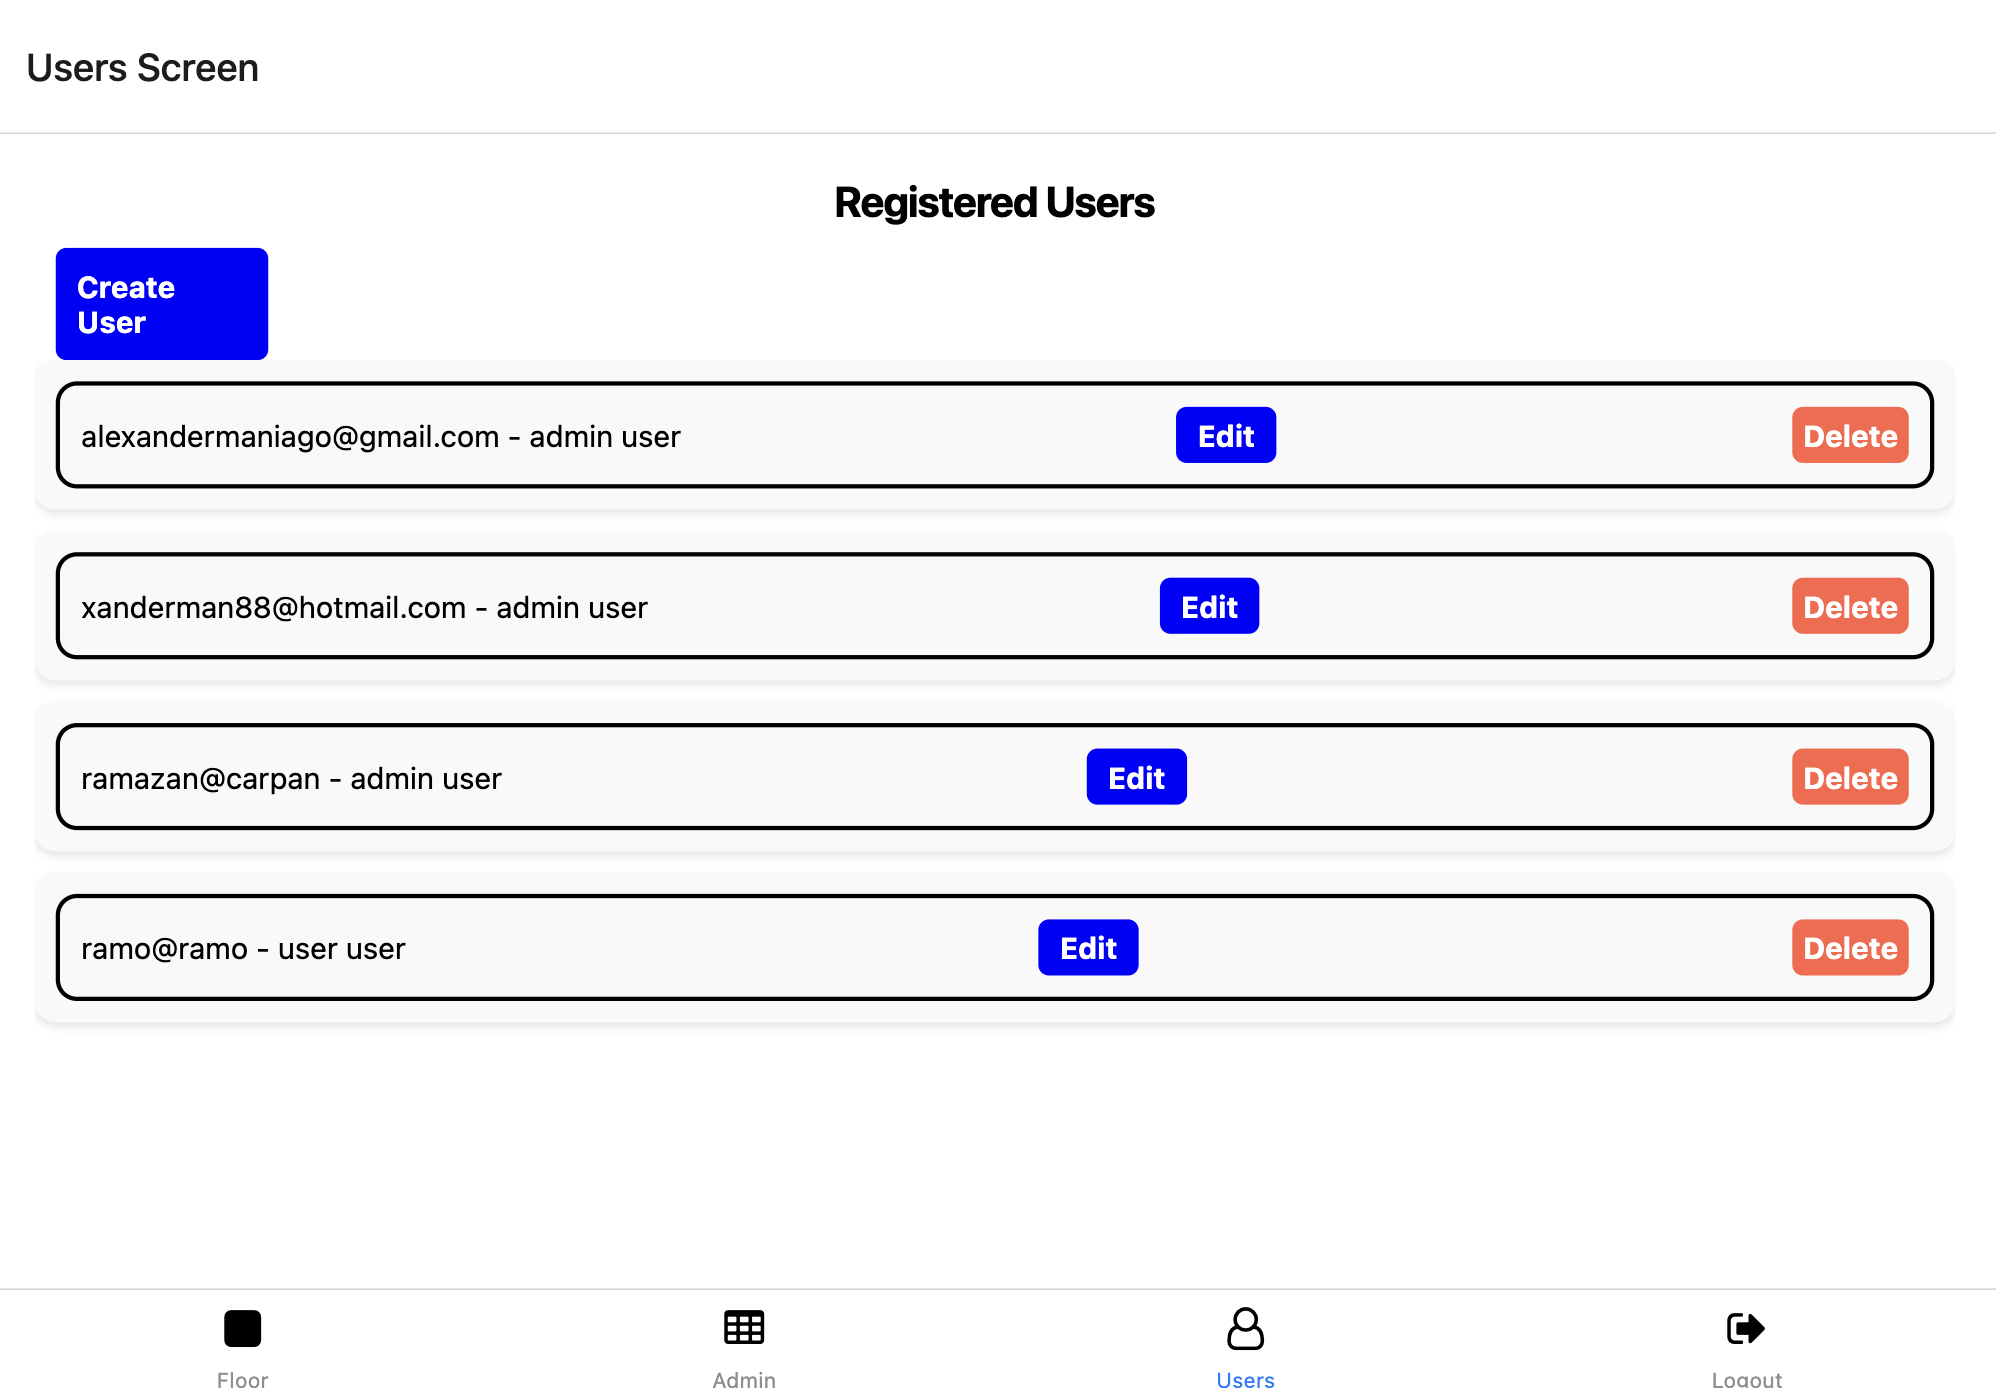 Users Screen
Registered Users
Create
User
alexandermaniago@gmail.com - admin user
Edit
Delete
xanderman88@hotmail.com - admin user
Edit
Delete
ramazan@carpan - admin user
Edit
Delete
ramo@ramo - user user
Edit
Delete
Floor
Admin
Users
Logout